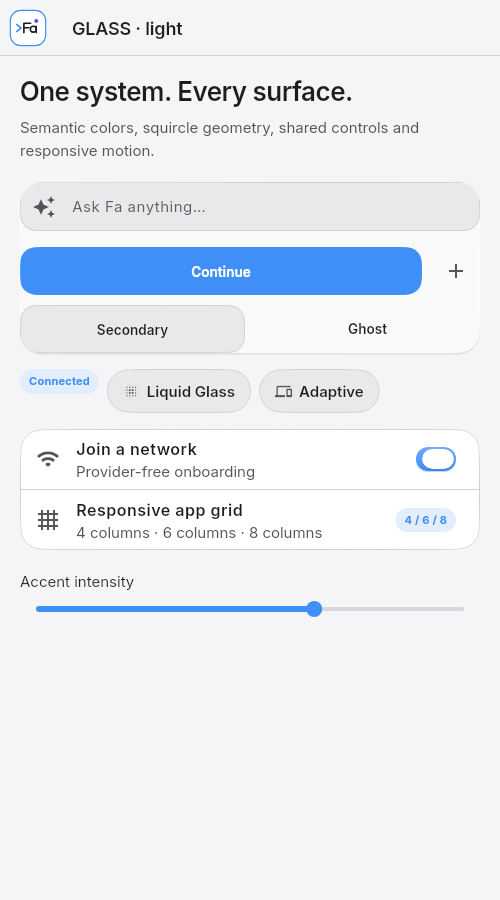 >Fa
GLASS · light
One system. Every surface.
Semantic colors, squircle geometry, shared controls and
responsive motion.
Ask Fa anything...
Continue
Secondary
Ghost
Connected
Liquid Glass
Adaptive
Join a network
Provider-free onboarding
Responsive app grid
4 columns · 6 columns · 8 columns
4 / 6 / 8
Accent intensity